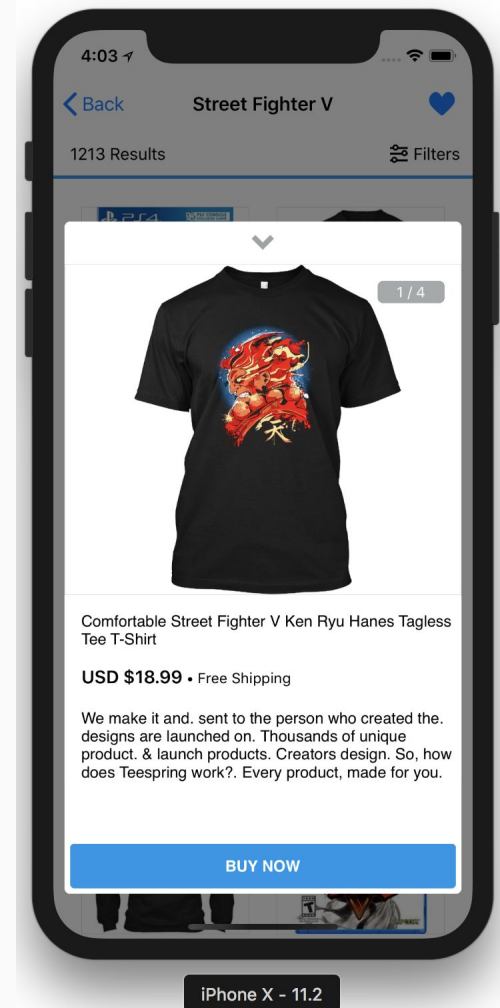 4:03
Back
Street Fighter V
1213 Results
Filters
PS4
1 / 4
天
Comfortable Street Fighter V Ken Ryu Hanes Tagless
Tee T-Shirt
USD $18.99 • Free Shipping
We make it and. sent to the person who created the.
designs are launched on. Thousands of unique
product. & launch products. Creators design. So, how
does Teespring work?. Every product, made for you.
BUY NOW
T
CAPCOM
iPhone X - 11.2